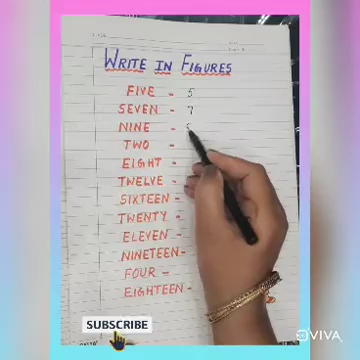 WRITE IN FIGURES
FIVE - 5
SEVEN - 7
NINE -
TWO -
EIGHT -
TWELVE -
SIXTEEN -
TWENTY -
ELEVEN -
NINETEEN -
FOUR -
EIGHTEEN -
SUBSCRIBE
VIVA